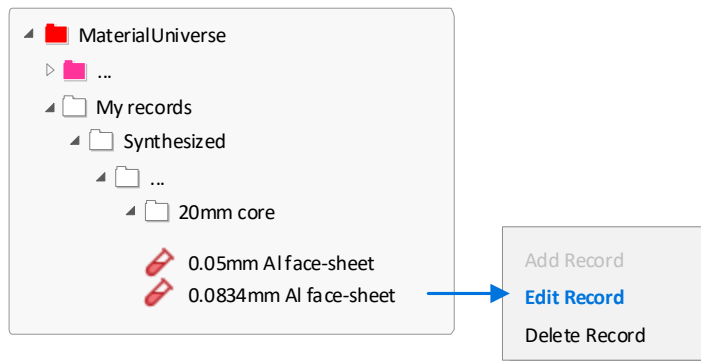 MaterialUniverse
...
My records
Synthesized
...
20mm core
0.05mm Al face-sheet
0.0834mm Al face-sheet
Add Record
Edit Record
Delete Record